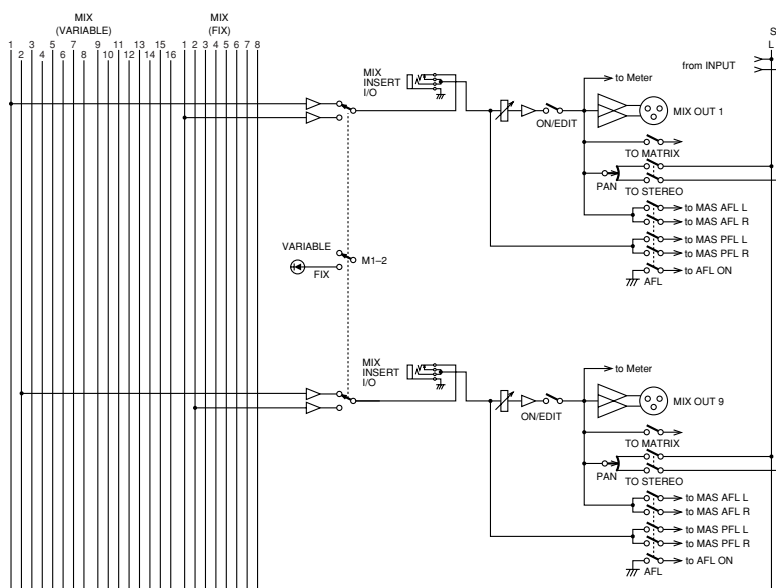 MIX
(VARIABLE)
MIX
(FIX)
1 3 4 5 7 9 11 12 13 15 1 2 3 4 5 6 7 8
2 4 6 8 10 12 14 16
S
L
from INPUT
MIX
INSERT
I/O
to Meter
MIX OUT 1
ON/EDIT
TO MATRIX
PAN
TO STEREO
to MAS AFL L
to MAS AFL R
to MAS PFL L
to MAS PFL R
to AFL ON
AFL
VARIABLE
FIX
M1–2
MIX
INSERT
I/O
to Meter
MIX OUT 9
ON/EDIT
TO MATRIX
PAN
TO STEREO
to MAS AFL L
to MAS AFL R
to MAS PFL L
to MAS PFL R
to AFL ON
AFL